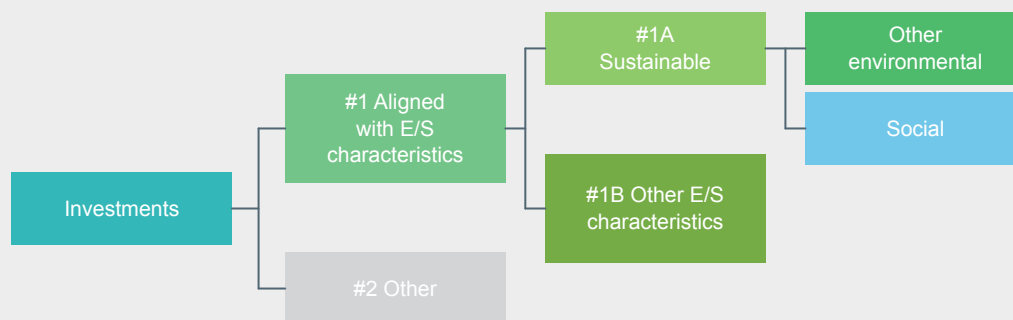 Investments
#1 Aligned
with E/S
characteristics
#2 Other
#1A
Sustainable
#1B Other E/S
characteristics
Other
environmental
Social